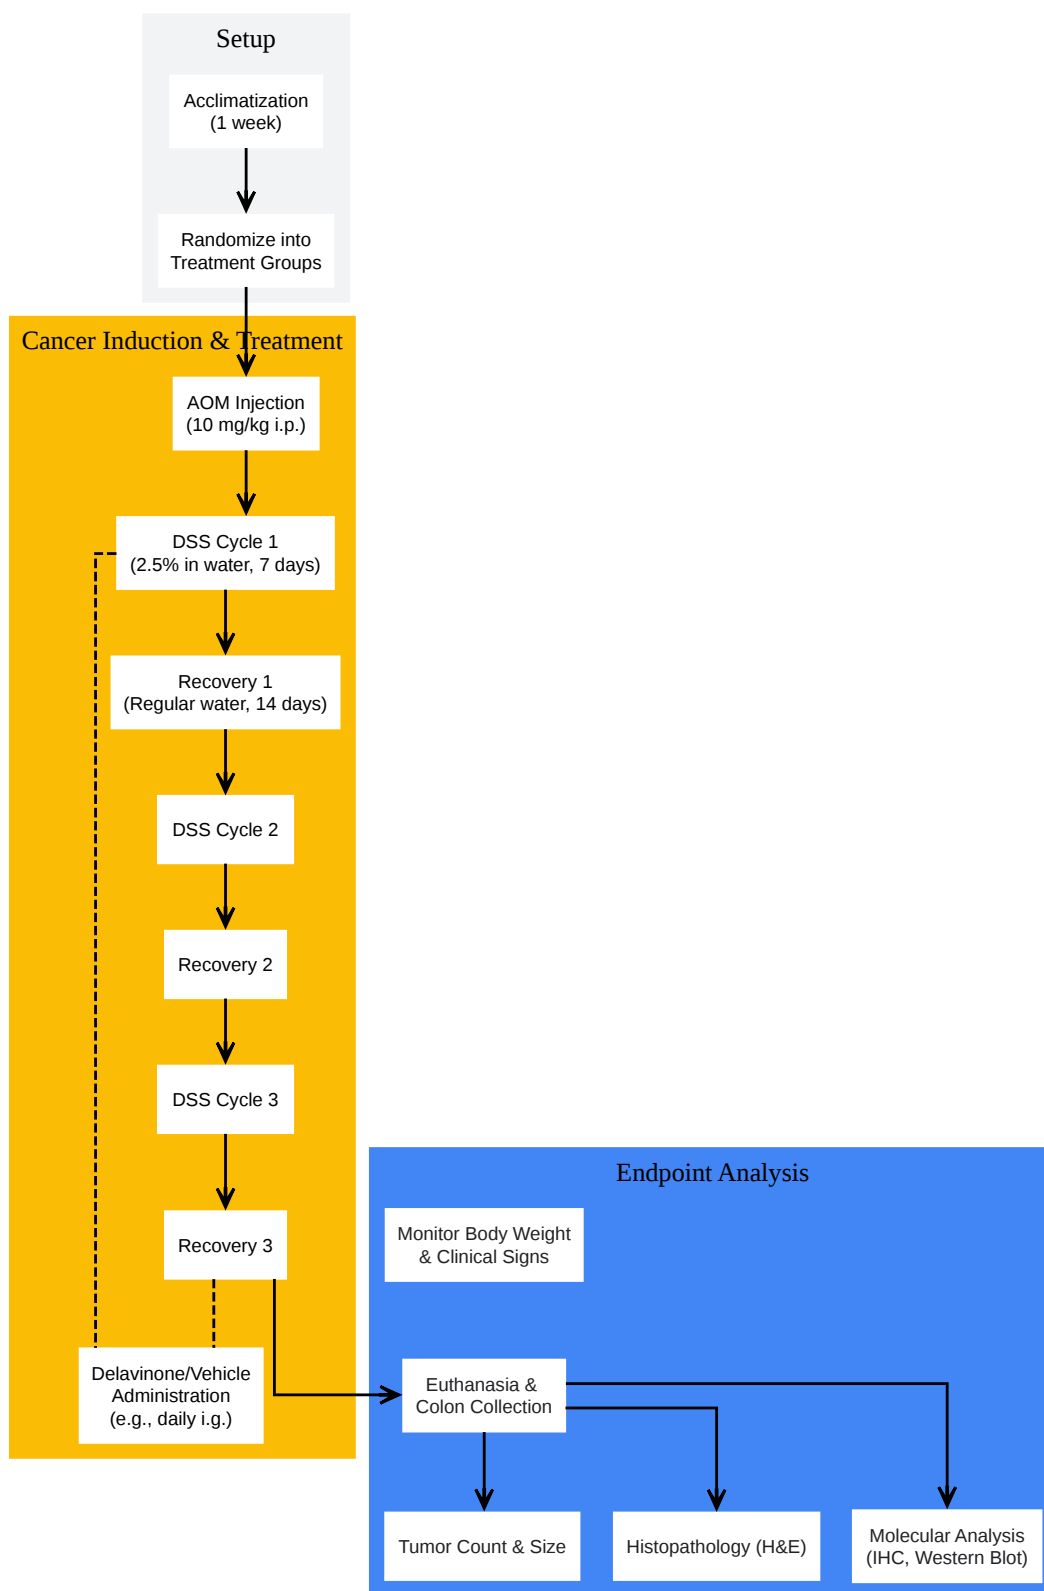 Setup
Acclimatization
(1 week)
Randomize into
Treatment Groups
Cancer Induction & Treatment
AOM Injection
(10 mg/kg i.p.)
DSS Cycle 1
(2.5% in water, 7 days)
Recovery 1
(Regular water, 14 days)
DSS Cycle 2
Recovery 2
DSS Cycle 3
Recovery 3
Delavinone/Vehicle
Administration
(e.g., daily i.g.)
Endpoint Analysis
Monitor Body Weight
& Clinical Signs
Euthanasia &
Colon Collection
Tumor Count & Size
Histopathology (H&E)
Molecular Analysis
(IHC, Western Blot)